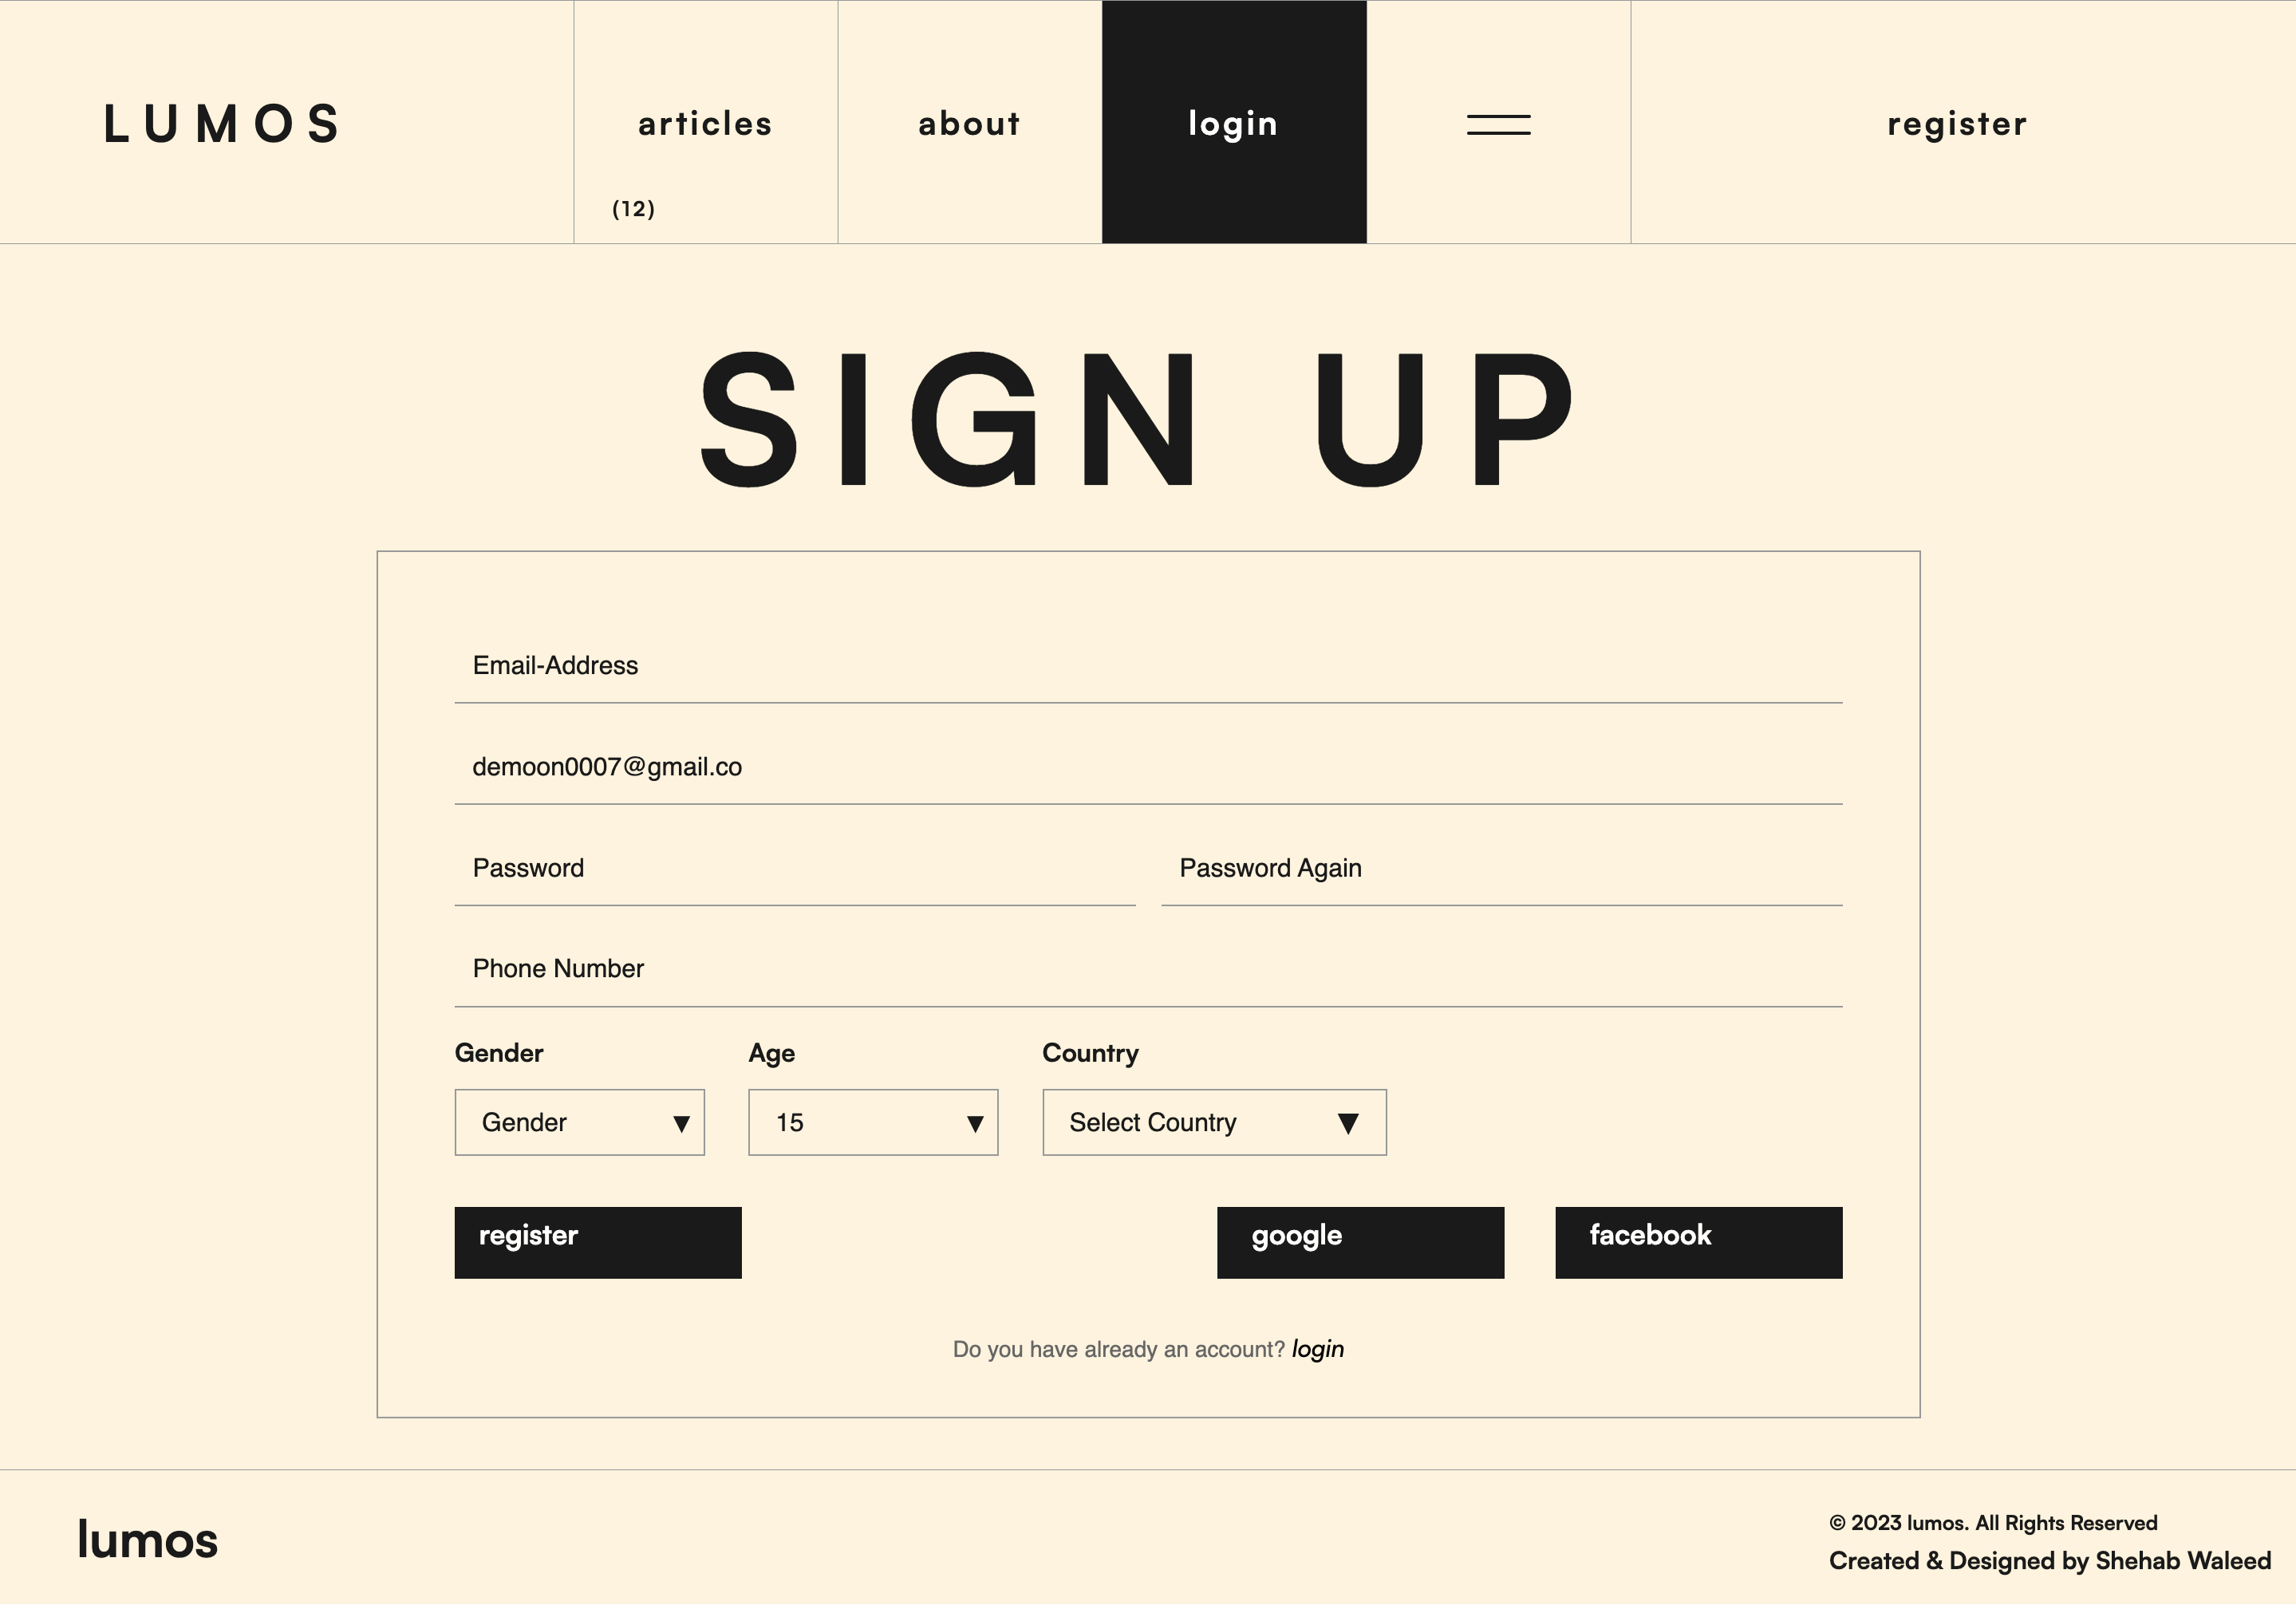 LUMOS articles about login register
(12)
SIGN UP
Email-Address
demoon0007@gmail.co
Password Password Again
Phone Number
Gender Age Country
Gender 15 Select Country
register google facebook
Do you have already an account? login
lumos
© 2023 lumos. All Rights Reserved
Created & Designed by Shehab Waleed